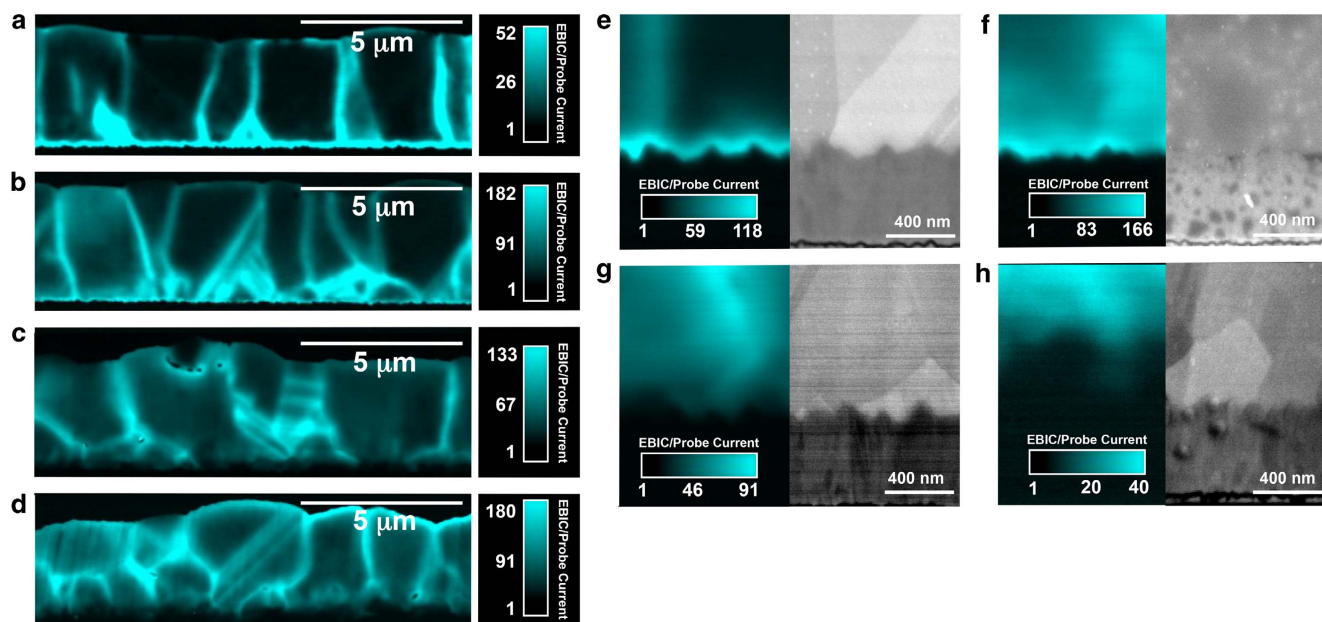 a
5 μm
52
26
1
EBIC/Probe Current
b
5 μm
182
91
1
EBIC/Probe Current
c
5 μm
133
67
1
EBIC/Probe Current
d
5 μm
180
91
1
EBIC/Probe Current
e
EBIC/Probe Current
1 59 118
400 nm
f
EBIC/Probe Current
1 83 166
400 nm
g
EBIC/Probe Current
1 46 91
400 nm
h
EBIC/Probe Current
1 20 40
400 nm